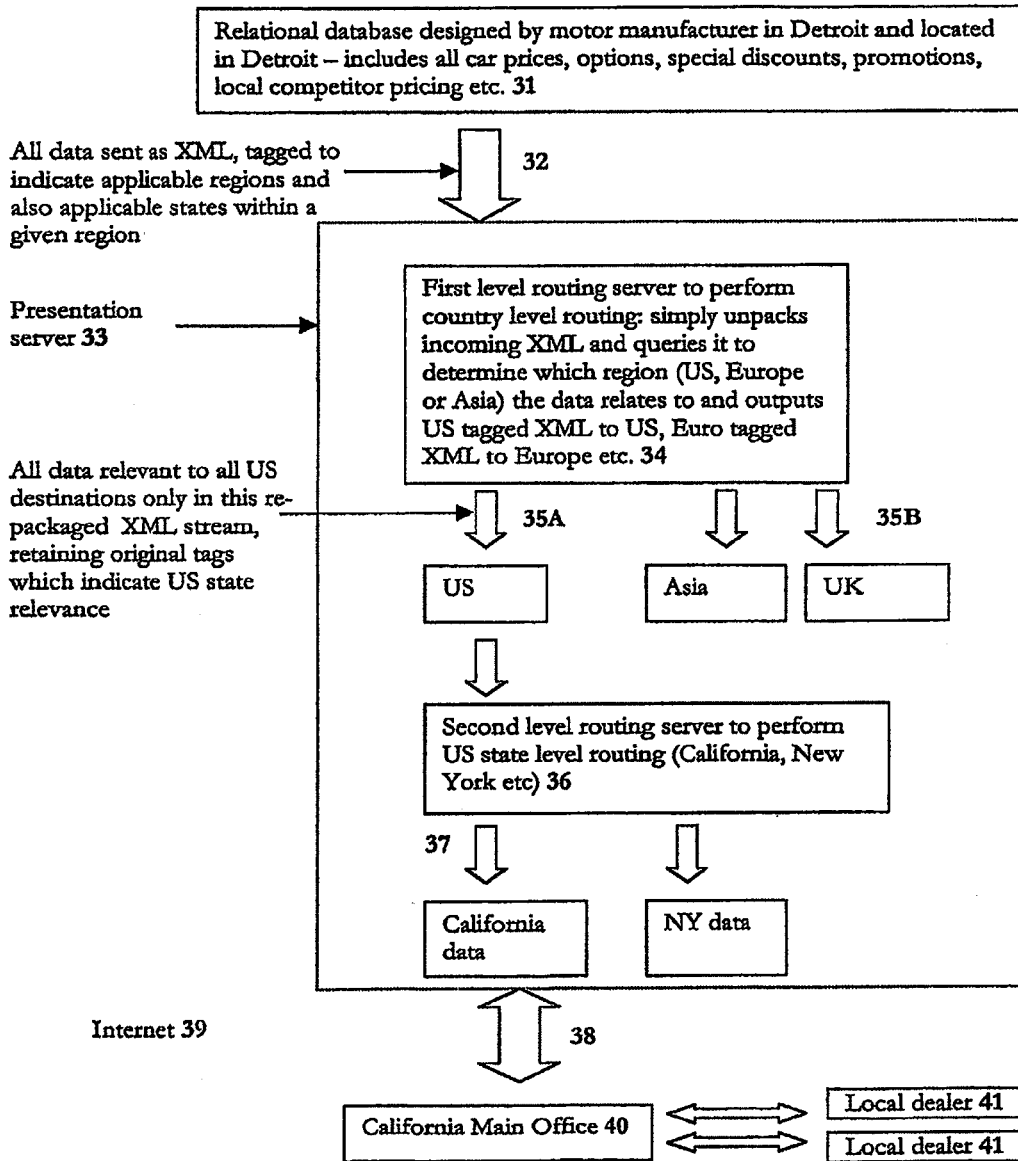 Relational database designed by motor manufacturer in Detroit and located
in Detroit – includes all car prices, options, special discounts, promotions,
local competitor pricing etc. 31
All data sent as XML, tagged to
indicate applicable regions and
also applicable states within a
given region
32
Presentation
server 33
First level routing server to perform
country level routing: simply unpacks
incoming XML and queries it to
determine which region (US, Europe
or Asia) the data relates to and outputs
US tagged XML to US, Euro tagged
XML to Europe etc. 34
All data relevant to all US
destinations only in this re-
packaged XML stream,
retaining original tags
which indicate US state
relevance
35A
35B
US
Asia
UK
Second level routing server to perform
US state level routing (California, New
York etc) 36
37
California
data
NY data
Internet 39
38
California Main Office 40
Local dealer 41
Local dealer 41